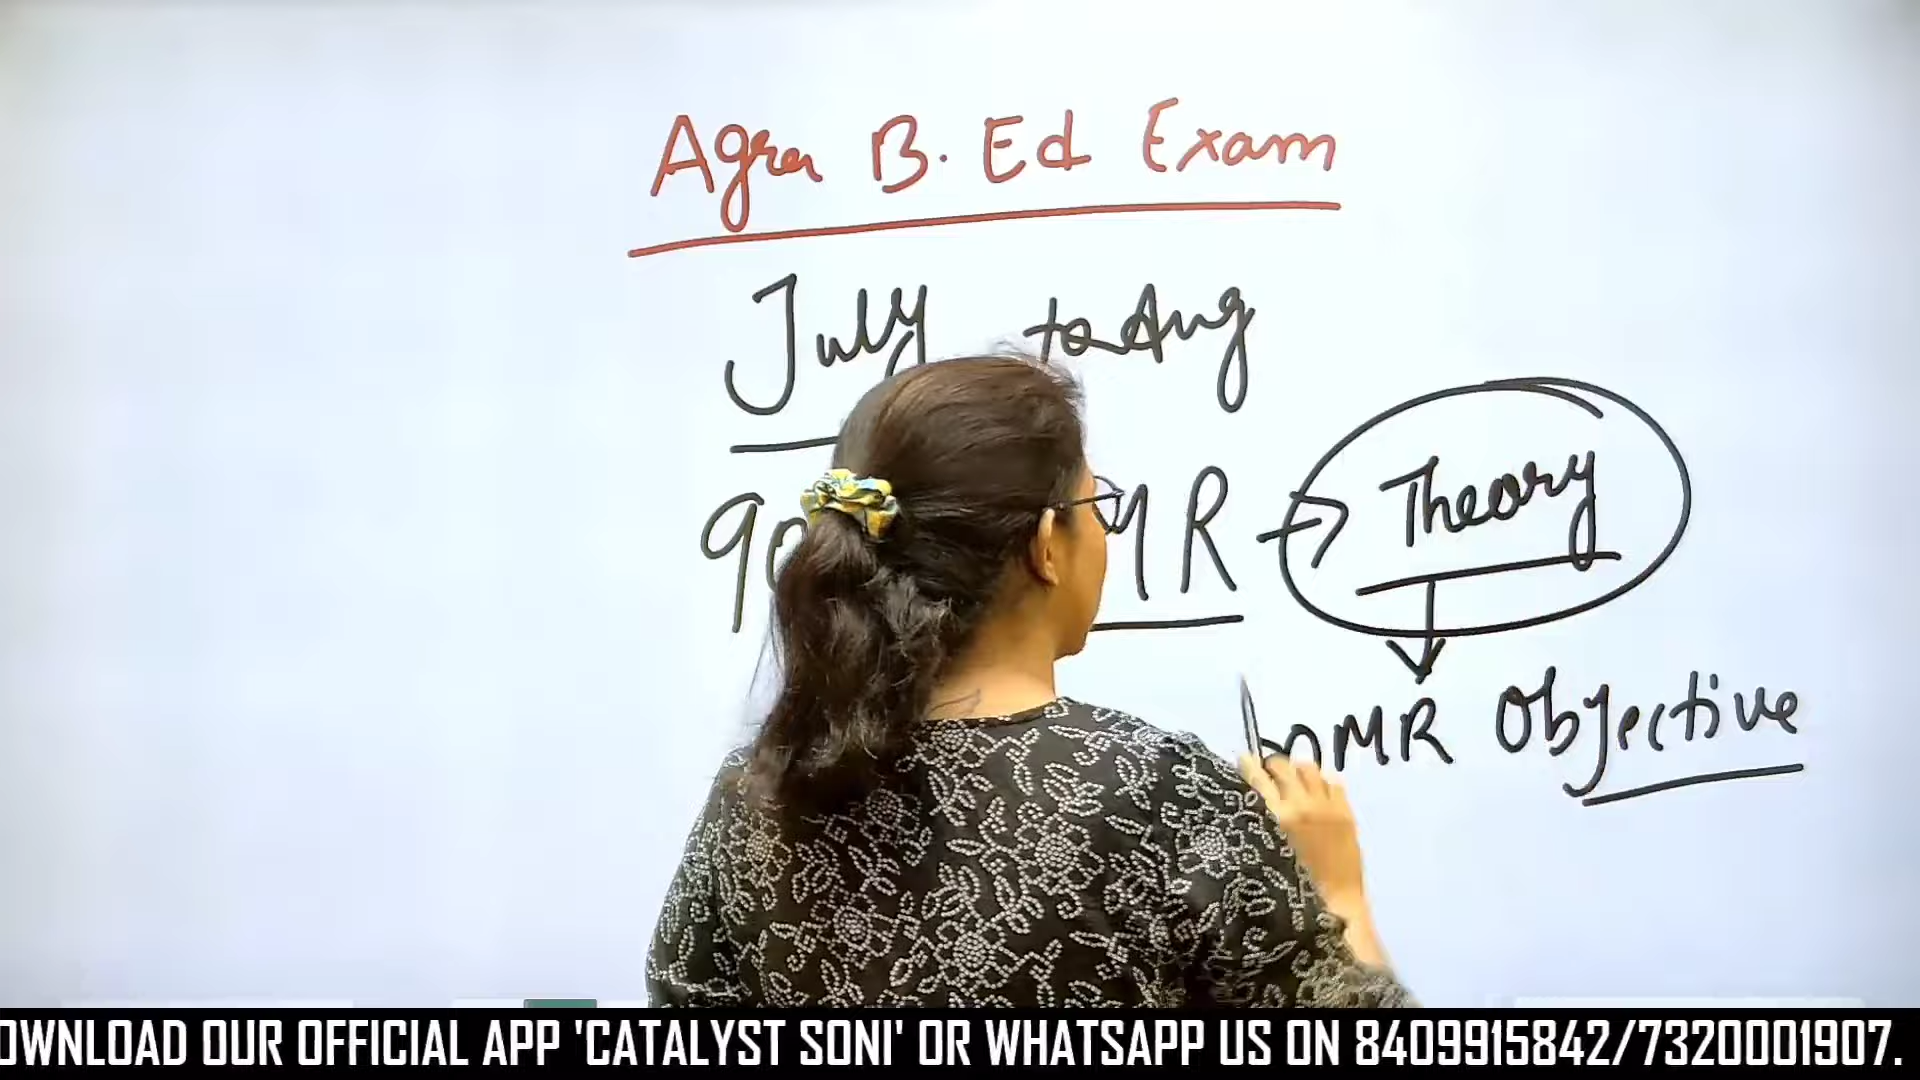 Agra B. Ed Exam
July to Aug
MR → Theory
OMR Objective
OWNLOAD OUR OFFICIAL APP 'CATALYST SONI' OR WHATSAPP US ON 8409915842/7320001907.